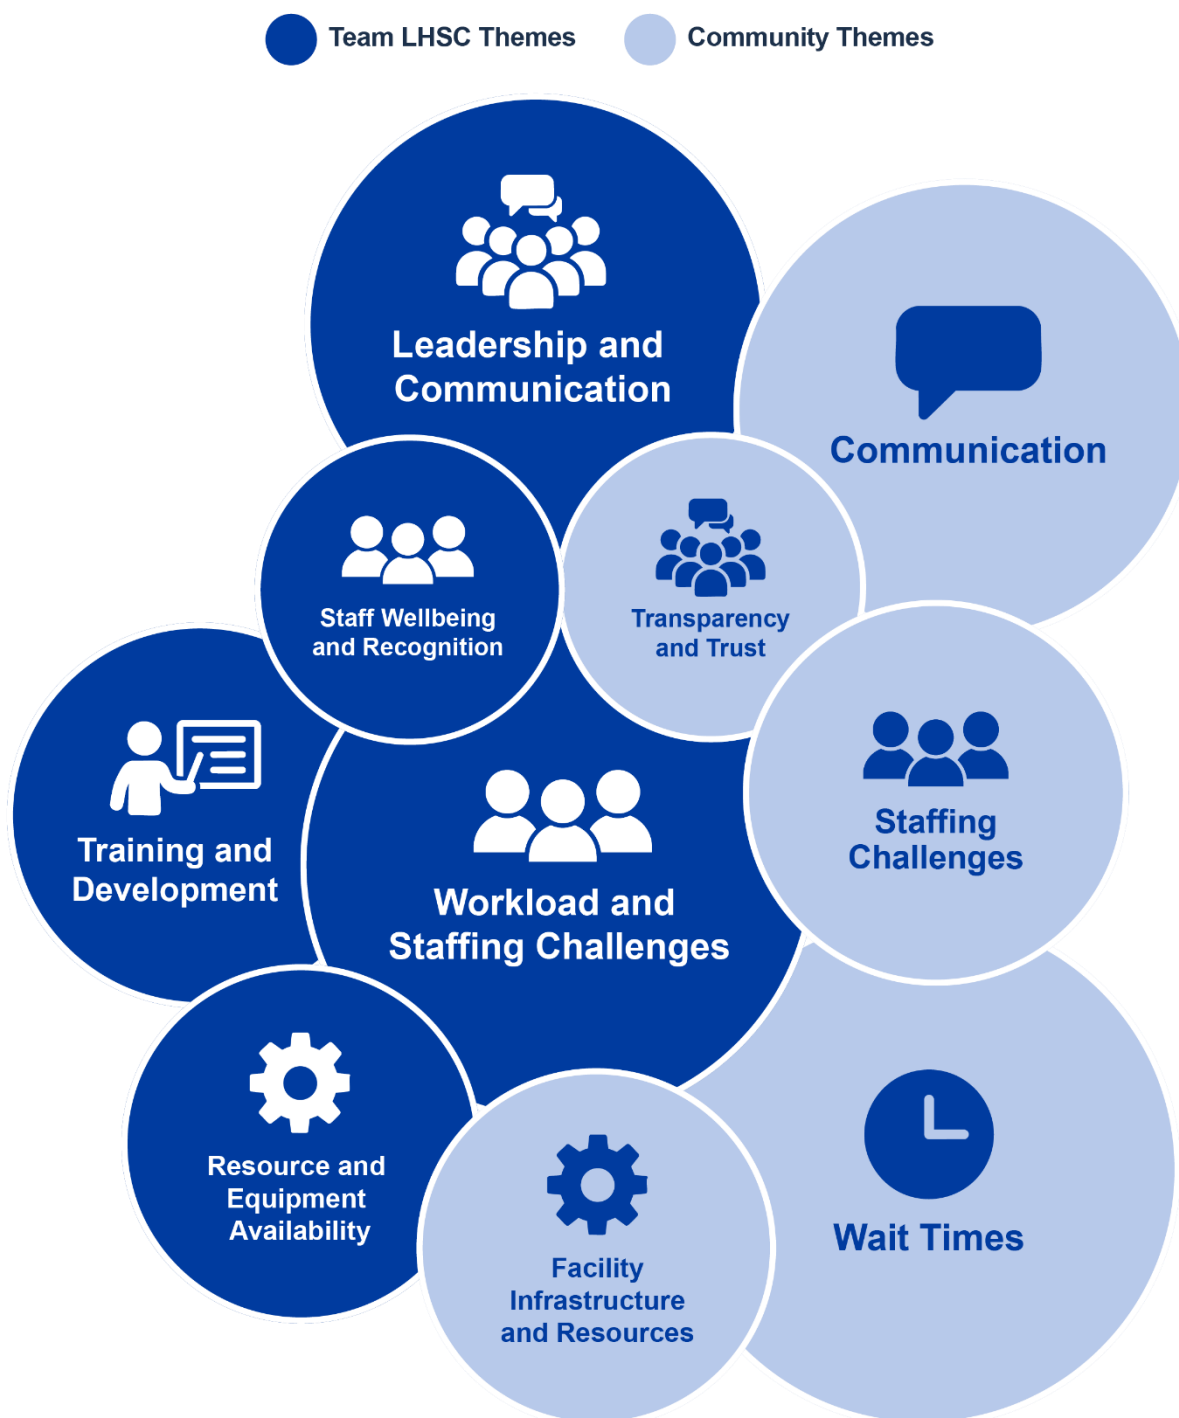 Team LHSC Themes
Community Themes
Leadership and
Communication
Communication
Staff Wellbeing
and Recognition
Transparency
and Trust
Training and
Development
Workload and
Staffing Challenges
Staffing
Challenges
Resource and
Equipment
Availability
Facility
Infrastructure
and Resources
Wait Times